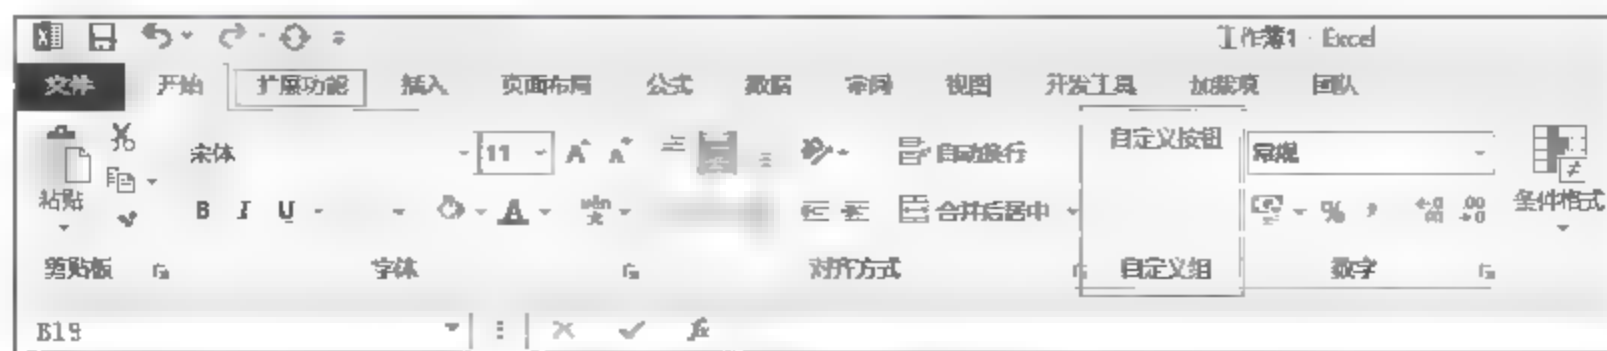 工作簿1 - Excel
文件 开始 扩展功能 插入 页面布局 公式 数据 审阅 视图 开发工具 加载项 团队
宋体 11 A A 自动换行 自定义按钮 常规
粘贴 B I U A wén 文 合并后居中 % , 条件格式
剪贴板 字体 对齐方式 自定义组 数字
B19 fx